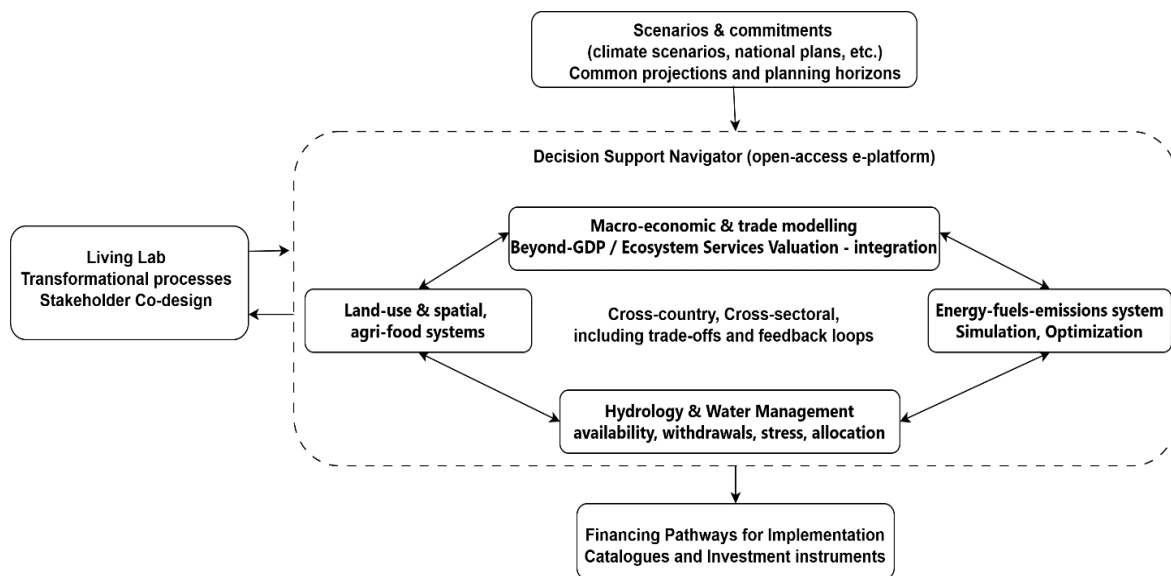 Scenarios & commitments
(climate scenarios, national plans, etc.)
Common projections and planning horizons
Decision Support Navigator (open-access e-platform)
Macro-economic & trade modelling
Beyond-GDP / Ecosystem Services Valuation - integration
Living Lab
Transformational processes
Stakeholder Co-design
Land-use & spatial,
agri-food systems
Cross-country, Cross-sectoral,
including trade-offs and feedback loops
Energy-fuels-emissions system
Simulation, Optimization
Hydrology & Water Management
availability, withdrawals, stress, allocation
Financing Pathways for Implementation
Catalogues and Investment instruments